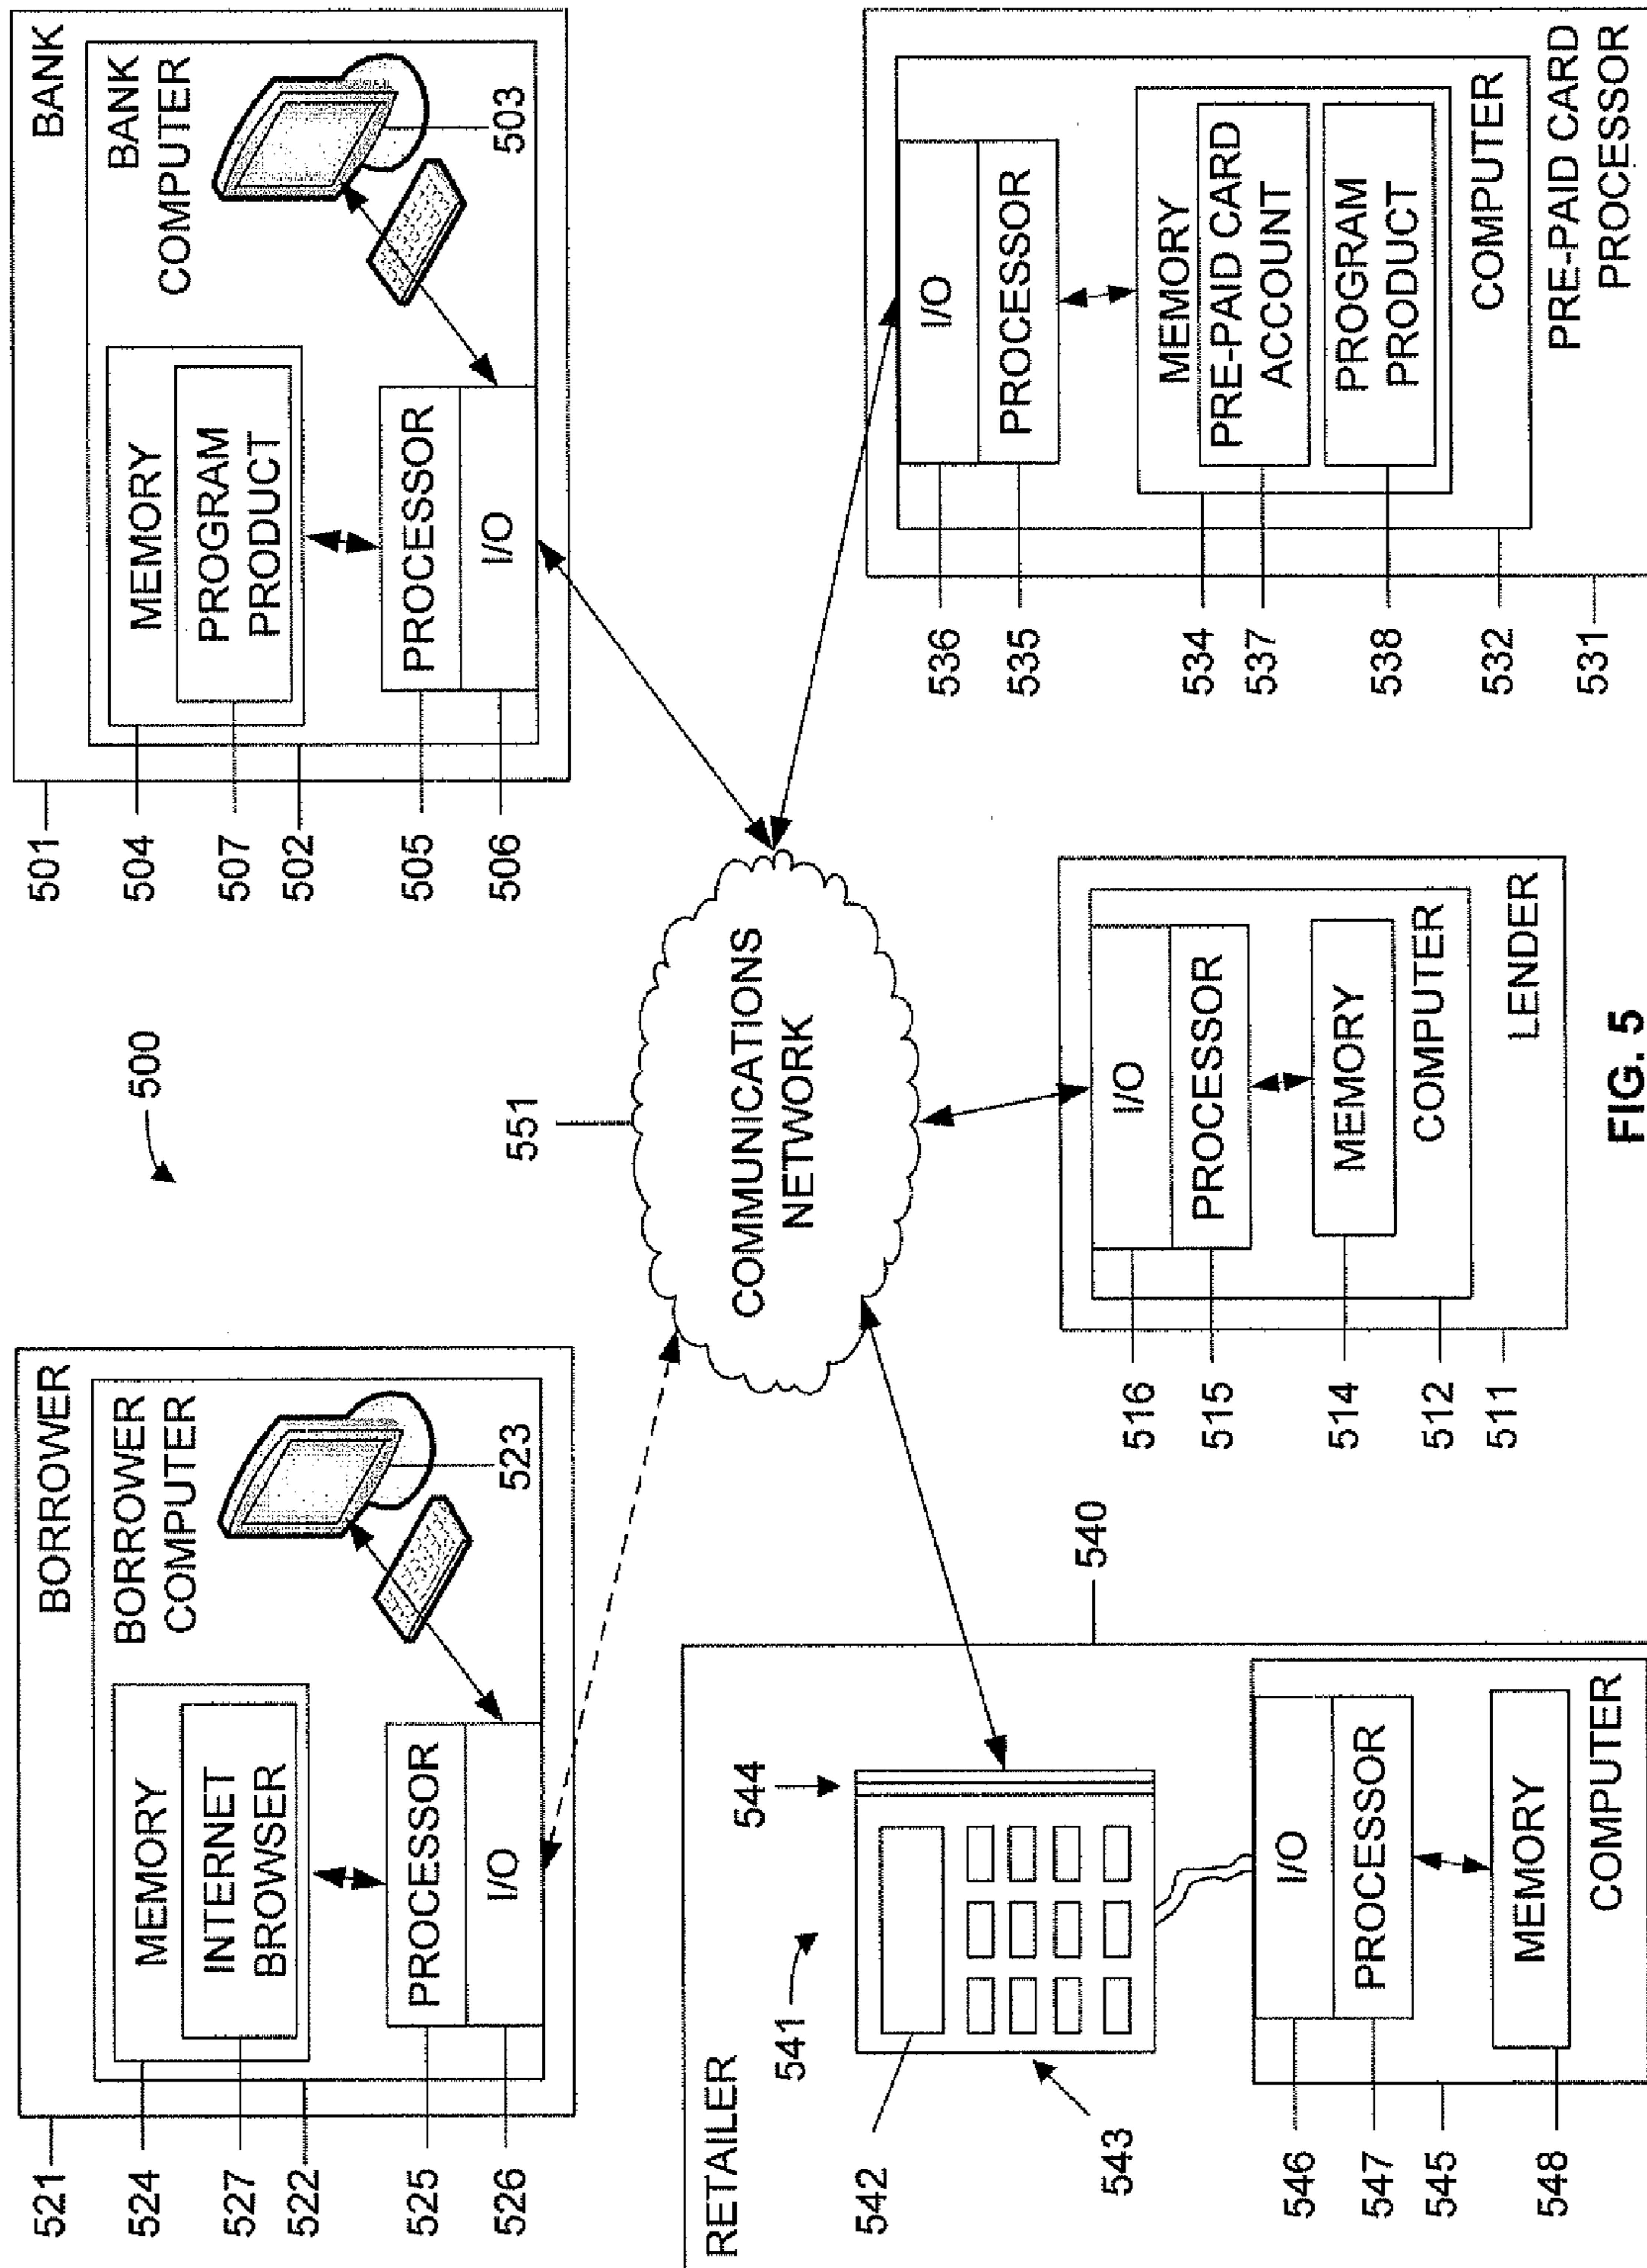 500
BORROWER
BORROWER
COMPUTER
MEMORY
INTERNET
BROWSER
PROCESSOR
I/O
521
524
527
522
525
526
523
BANK
BANK
COMPUTER
MEMORY
PROGRAM
PRODUCT
PROCESSOR
I/O
501
504
507
502
505
506
503
551
COMMUNICATIONS
NETWORK
RETAILER
541
544
540
542
543
I/O
PROCESSOR
MEMORY
COMPUTER
546
547
545
548
I/O
PROCESSOR
MEMORY
COMPUTER
LENDER
516
515
514
512
511
I/O
PROCESSOR
MEMORY
PRE-PAID CARD
ACCOUNT
PROGRAM
PRODUCT
COMPUTER
PRE-PAID CARD
PROCESSOR
536
535
534
537
538
532
531
FIG. 5